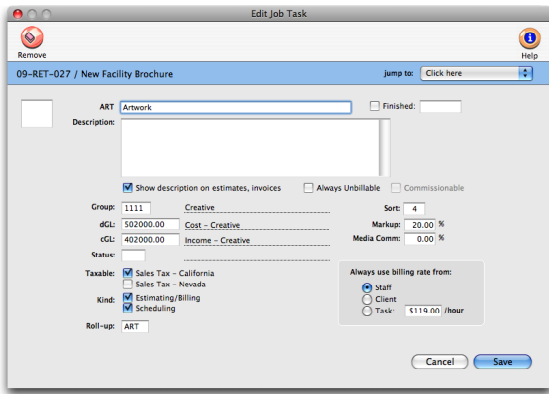 Edit Job Task
Remove
Help
09-RET-027 / New Facility Brochure
jump to: Click here
ART Artwork Finished:
Description:
Show description on estimates, invoices Always Unbillable Commissionable
Group: 1111 Creative Sort: 4
dGL: 502000.00 Cost - Creative Markup: 20.00 %
cGL: 402000.00 Income - Creative Media Comm: 0.00 %
Status:
Taxable: Sales Tax - California
Sales Tax - Nevada
Kind: Estimating/Billing
Scheduling
Roll-up: ART
Always use billing rate from:
Staff
Client
Task: $119.00 /hour
Cancel Save